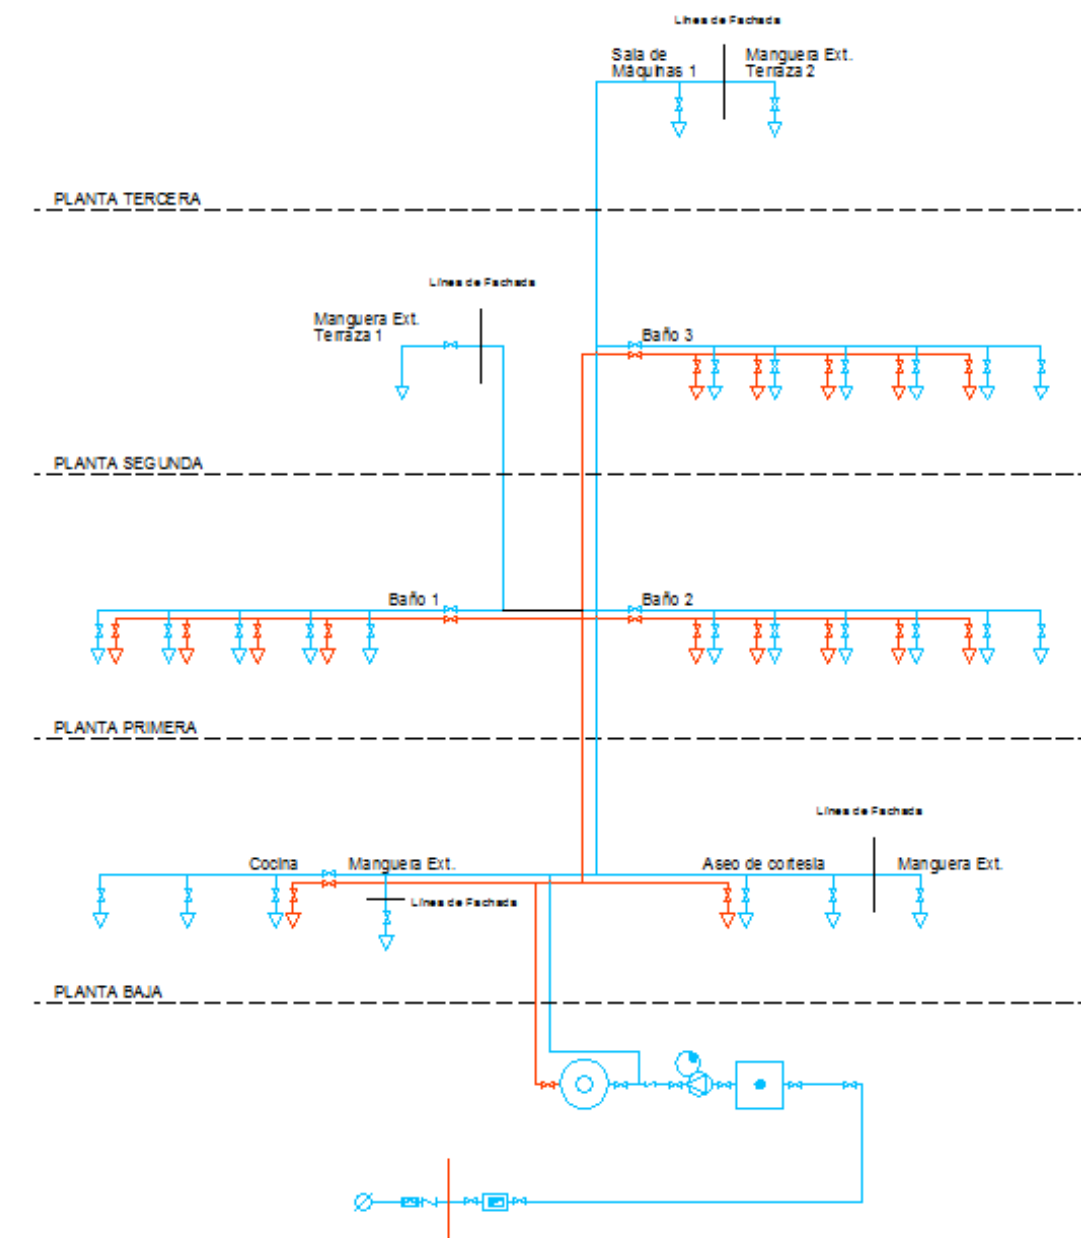 Línea de Fachada
Sala de
Máquinas 1
Manguera Ext.
Terraza 2
PLANTA TERCERA
Línea de Fachada
Manguera Ext.
Terraza 1
Baño 3
PLANTA SEGUNDA
Baño 1
Baño 2
PLANTA PRIMERA
Línea de Fachada
Cocina
Manguera Ext.
Aseo de cortesía
Manguera Ext.
Línea de Fachada
PLANTA BAJA